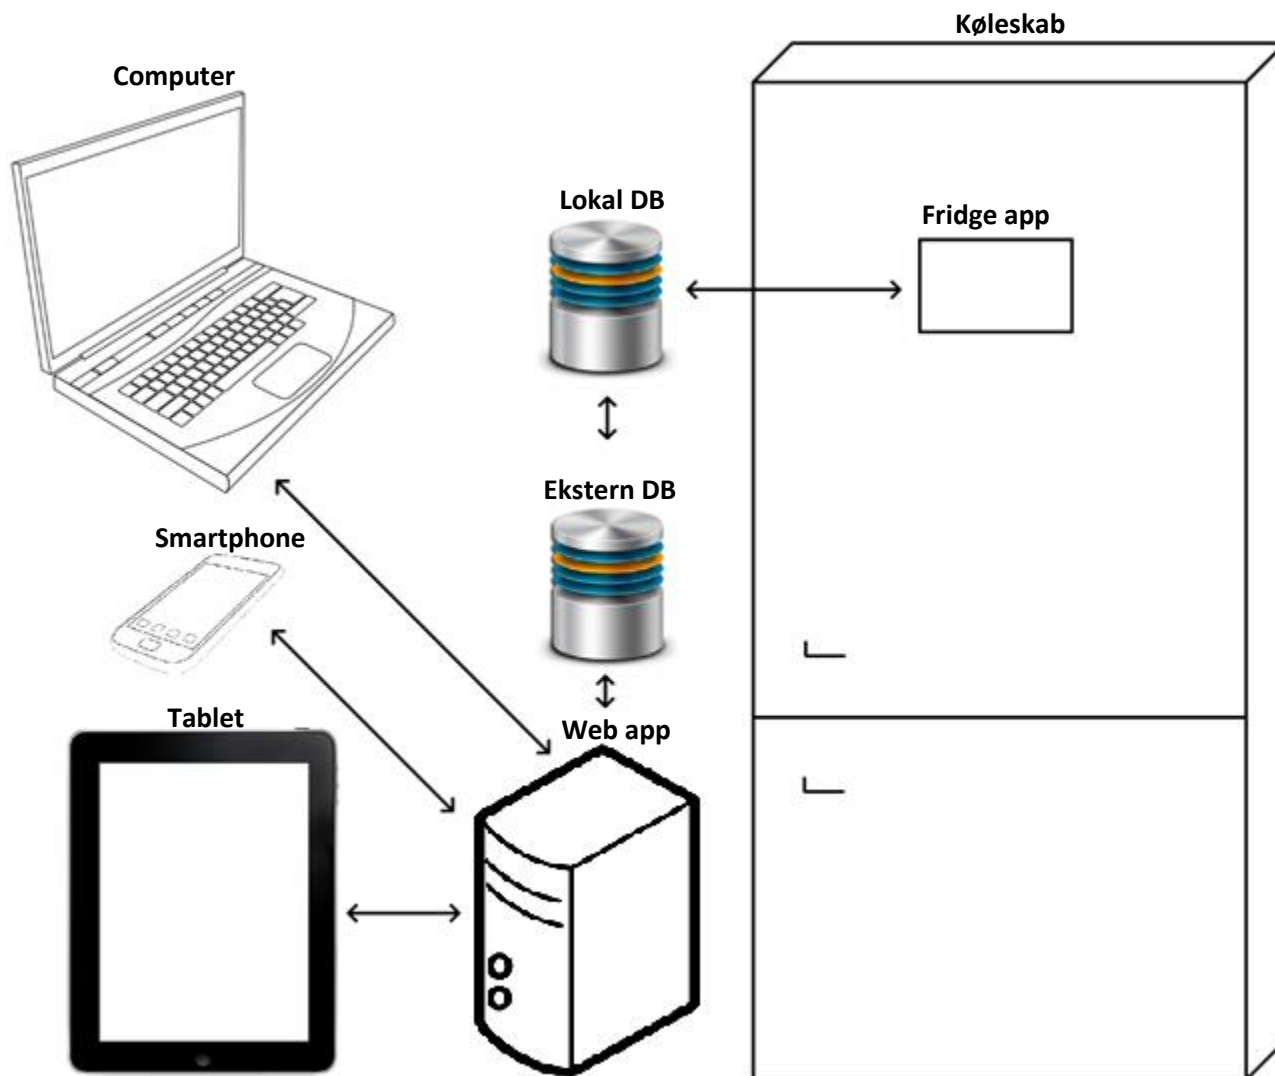 Køleskab
Computer
Lokal DB
Fridge app
Ekstern DB
Smartphone
Tablet
Web app